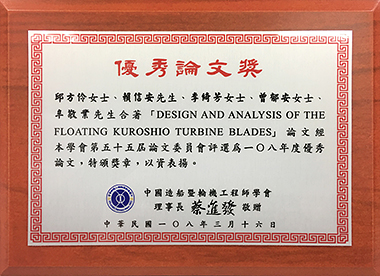 優秀論文獎
邱方伶女士、賴信安先生、李綺芳女士、曾郁安女士、
阜敬業先生合著「DESIGN AND ANALYSIS OF THE
FLOATING KUROSHIO TURBINE BLADES」論文經
本學會第五十五屆論文委員會評選為一○八年度優秀
論文，特頒獎章，以資表揚。
中國造船暨輪機工程師學會
理事長 蔡進發 敬贈
中華民國一○八年三月十六日